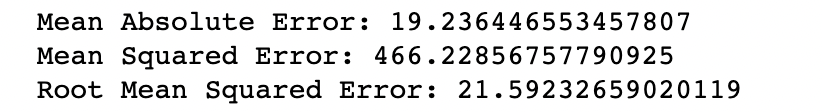 Mean Absolute Error: 19.236446553457807
Mean Squared Error: 466.22856757790925
Root Mean Squared Error: 21.59232659020119